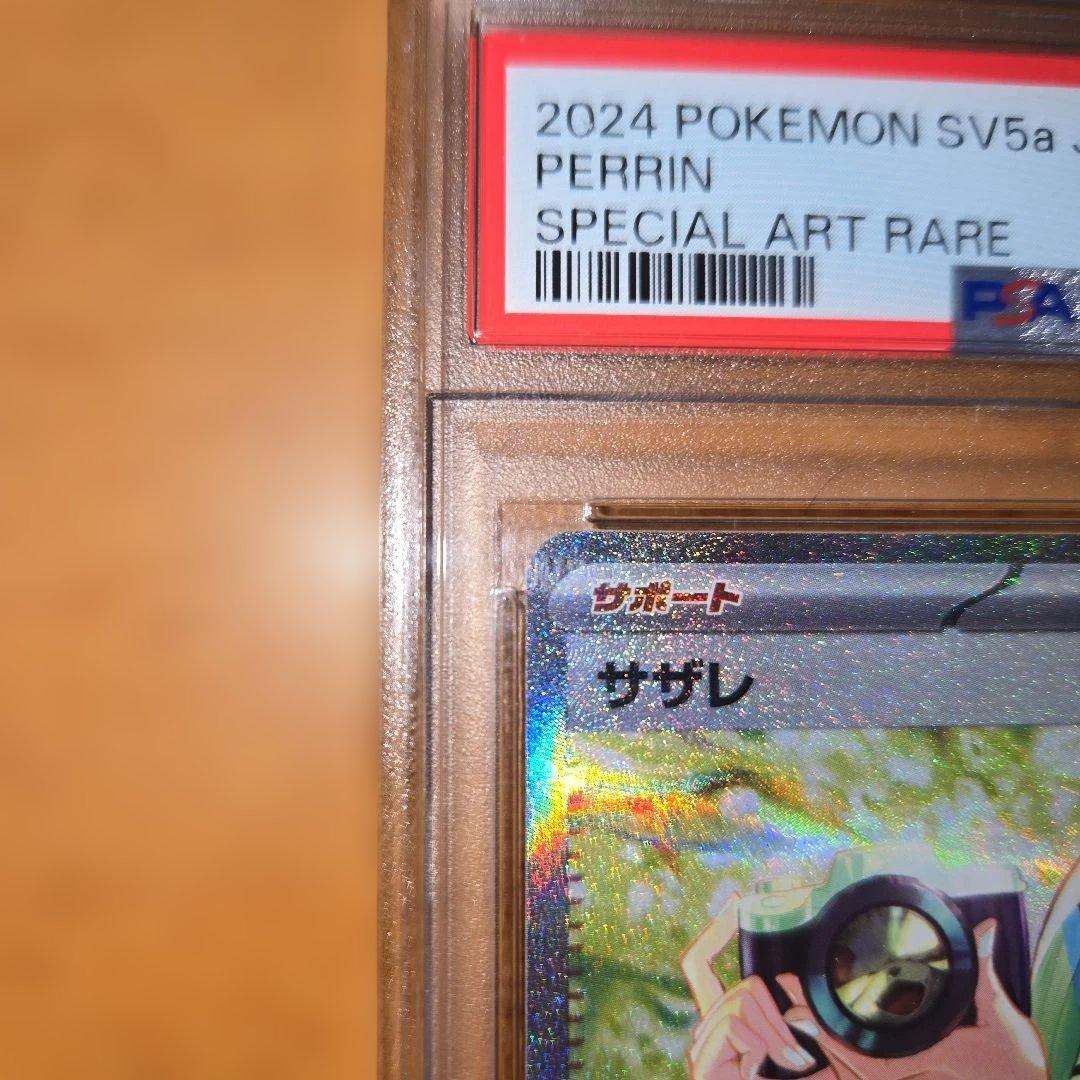 2024 POKEMON SV5a
PERRIN
SPECIAL ART RARE
PSA
サポート
サザレ